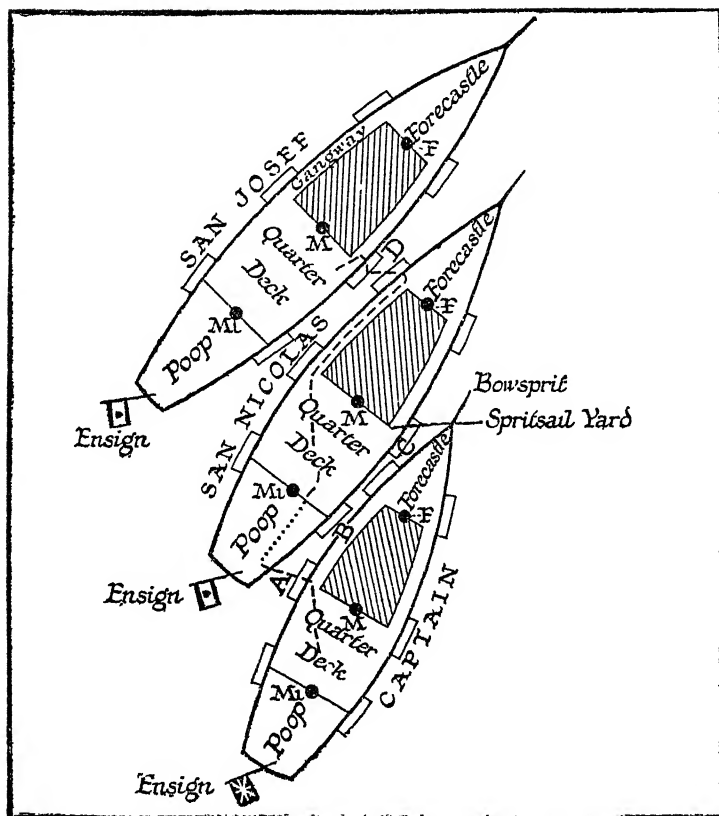 SAN JOSEF
Gangway
Forecastle
F
M
Quarter
Deck
D
Mi
Poop
Ensign
SAN NICOLAS
Forecastle
F
M
Quarter
Deck
C
Mi
Poop
Ensign
Bowsprit
Spritsail Yard
A
B
CAPTAIN
Forecastle
F
M
Quarter
Deck
Mi
Poop
Ensign